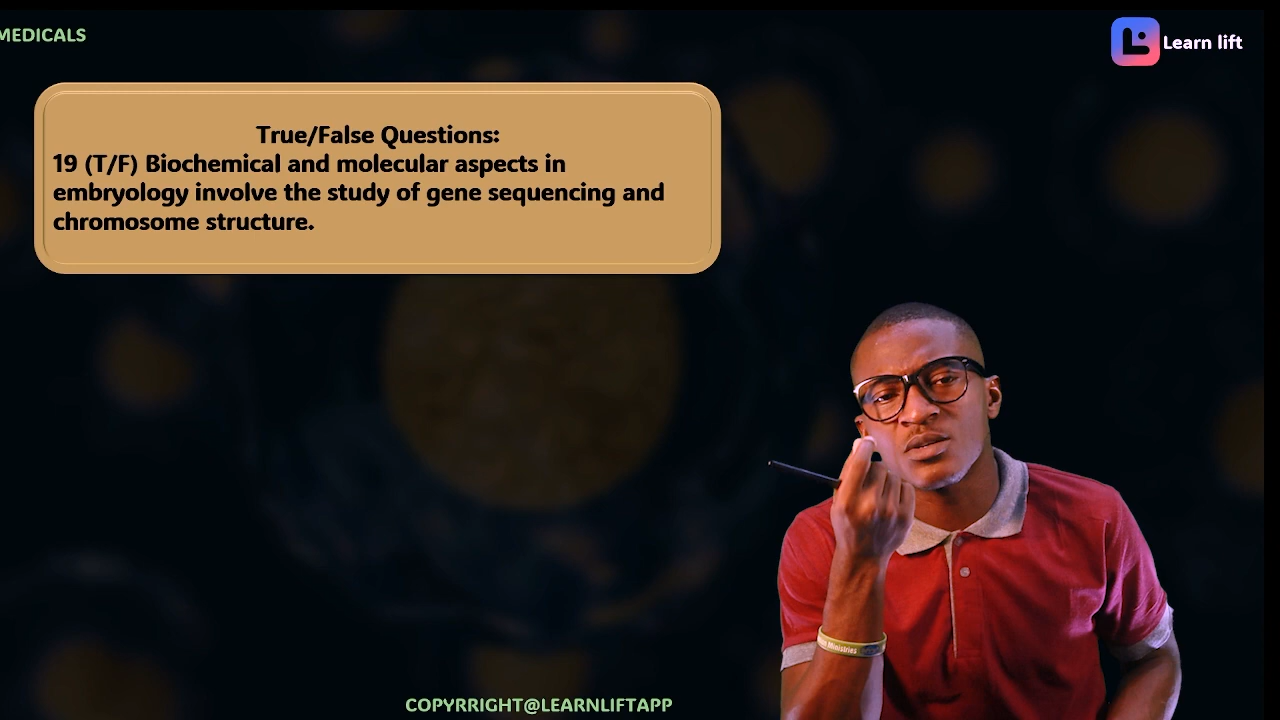 MEDICALS
Learn lift
True/False Questions:
19 (T/F) Biochemical and molecular aspects in
embryology involve the study of gene sequencing and
chromosome structure.
Ministries
COPYRRIGHT@LEARNLIFTAPP